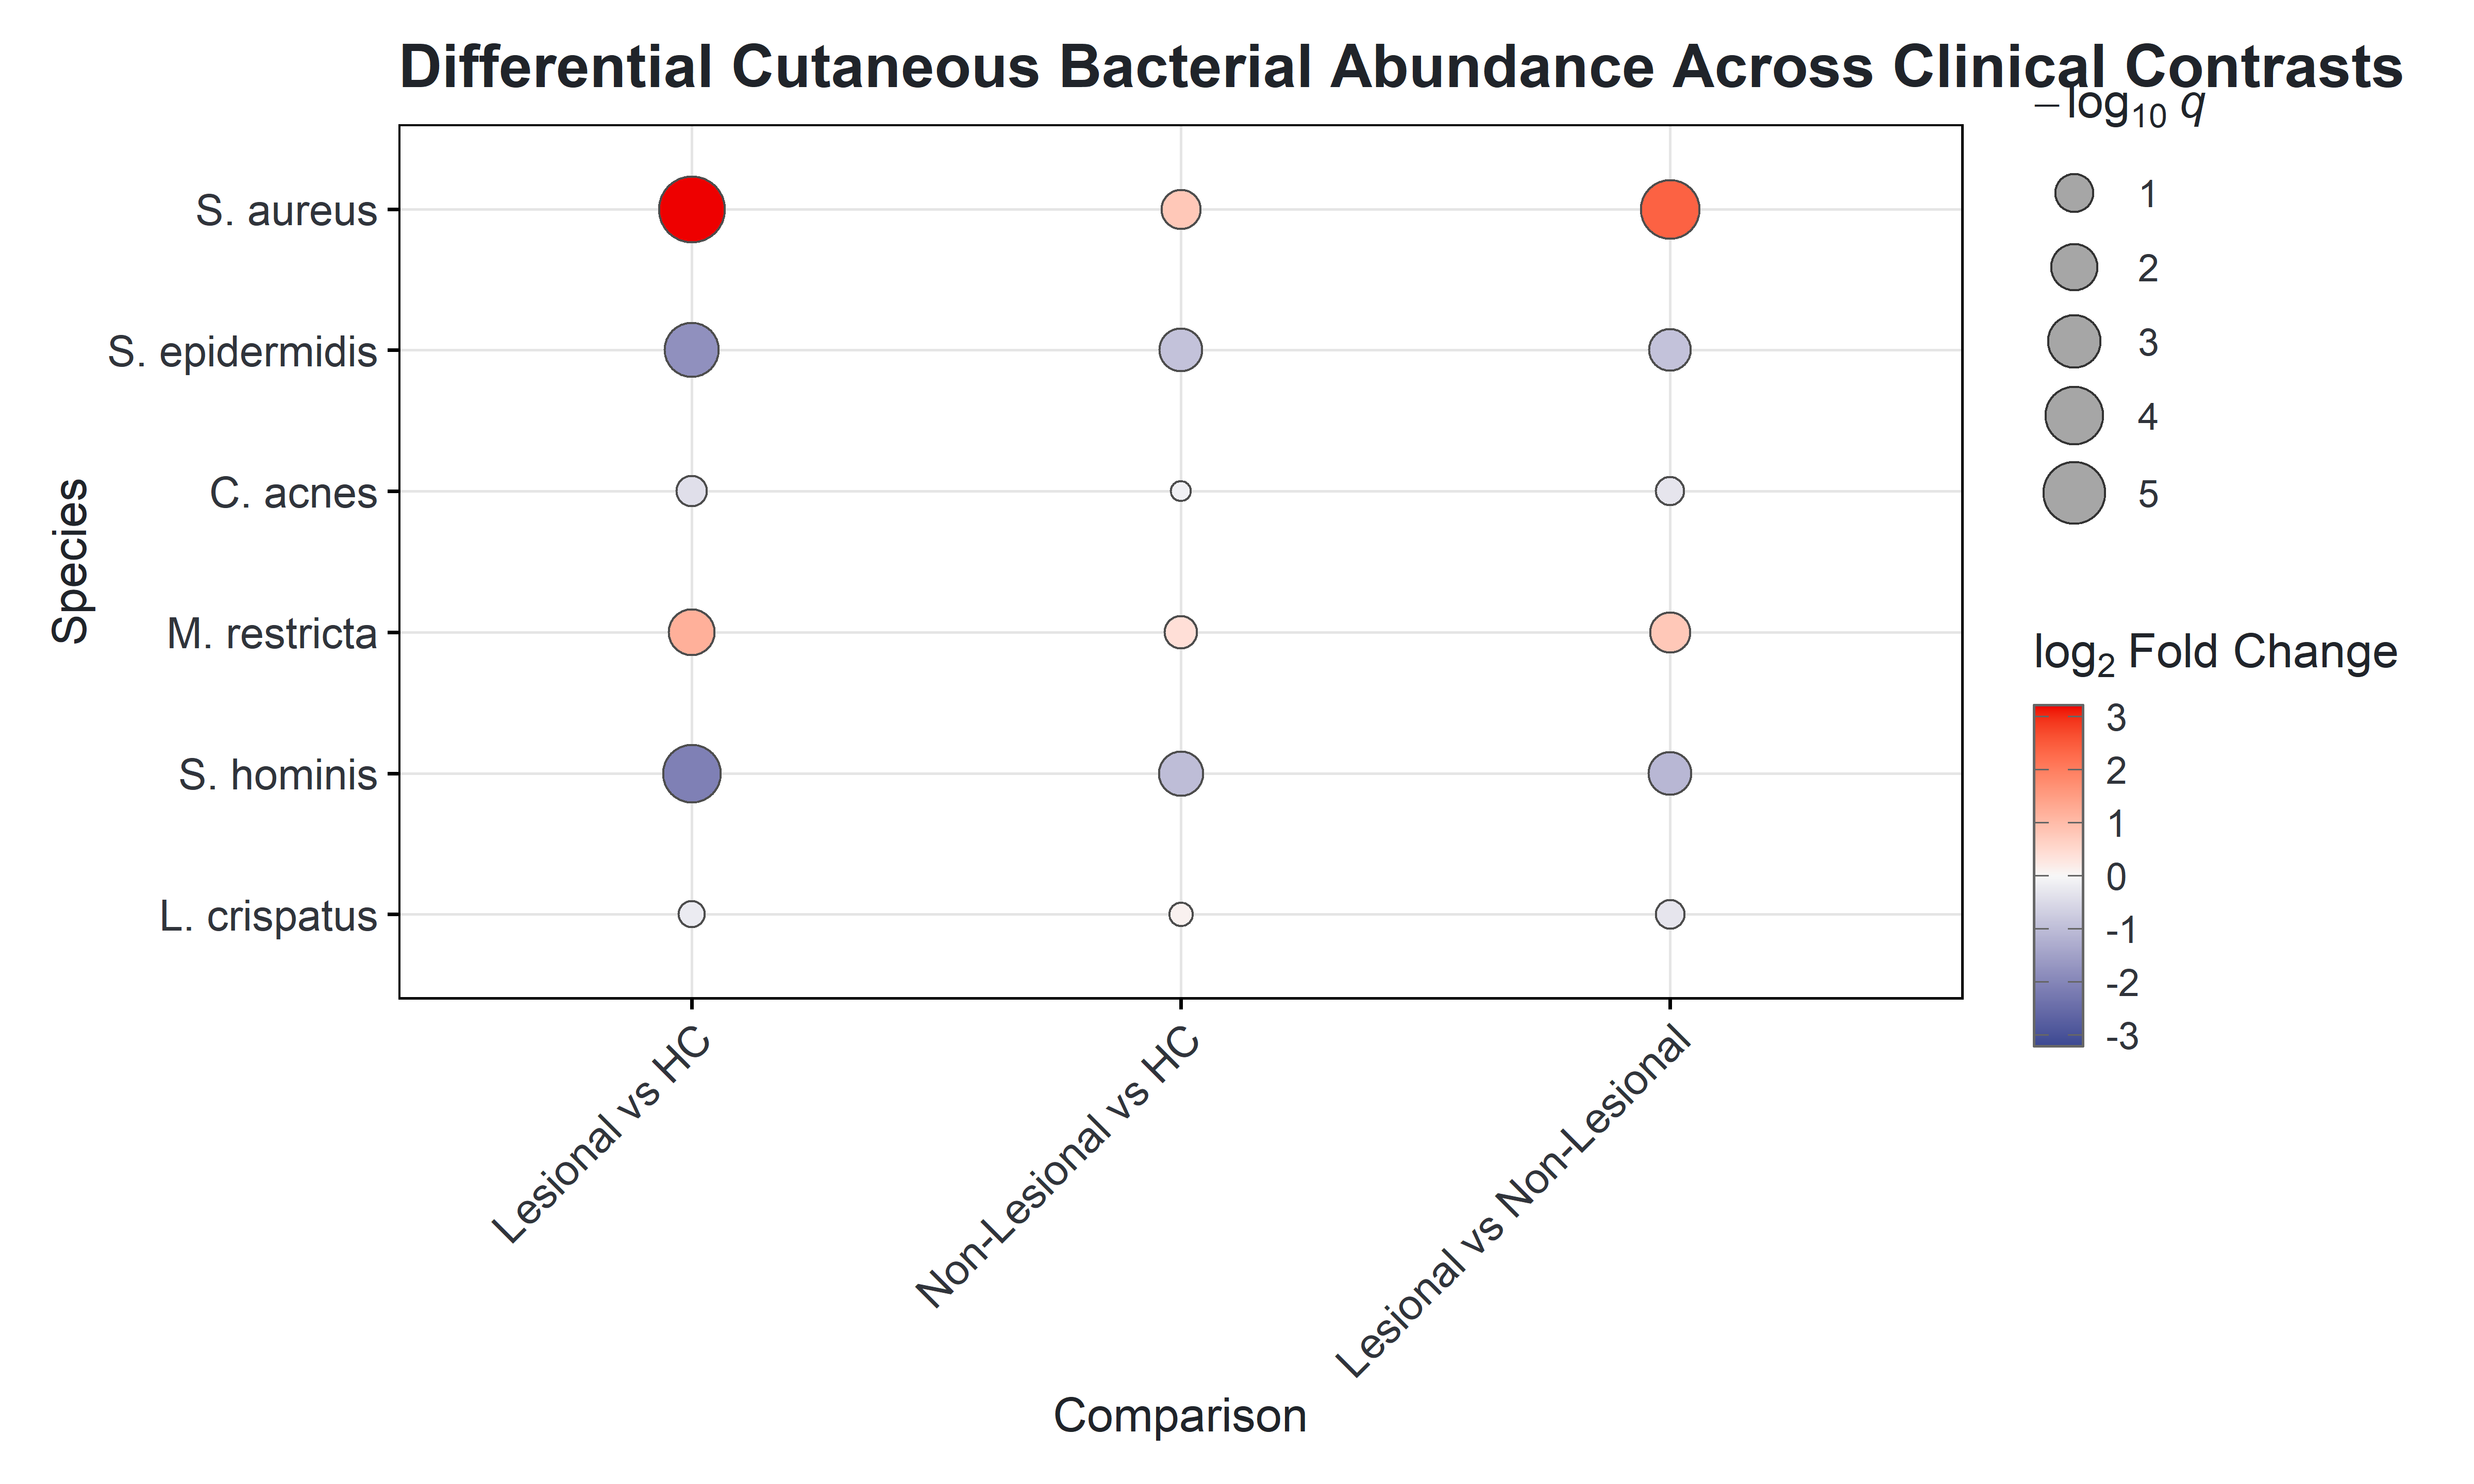 Differential Cutaneous Bacterial Abundance Across Clinical Contrasts
Species
S. aureus
S. epidermidis
C. acnes
M. restricta
S. hominis
L. crispatus
Lesional vs HC
Non-Lesional vs HC
Lesional vs Non-Lesional
Comparison
−log₁₀ q
1
2
3
4
5
log₂ Fold Change
3
2
1
0
-1
-2
-3